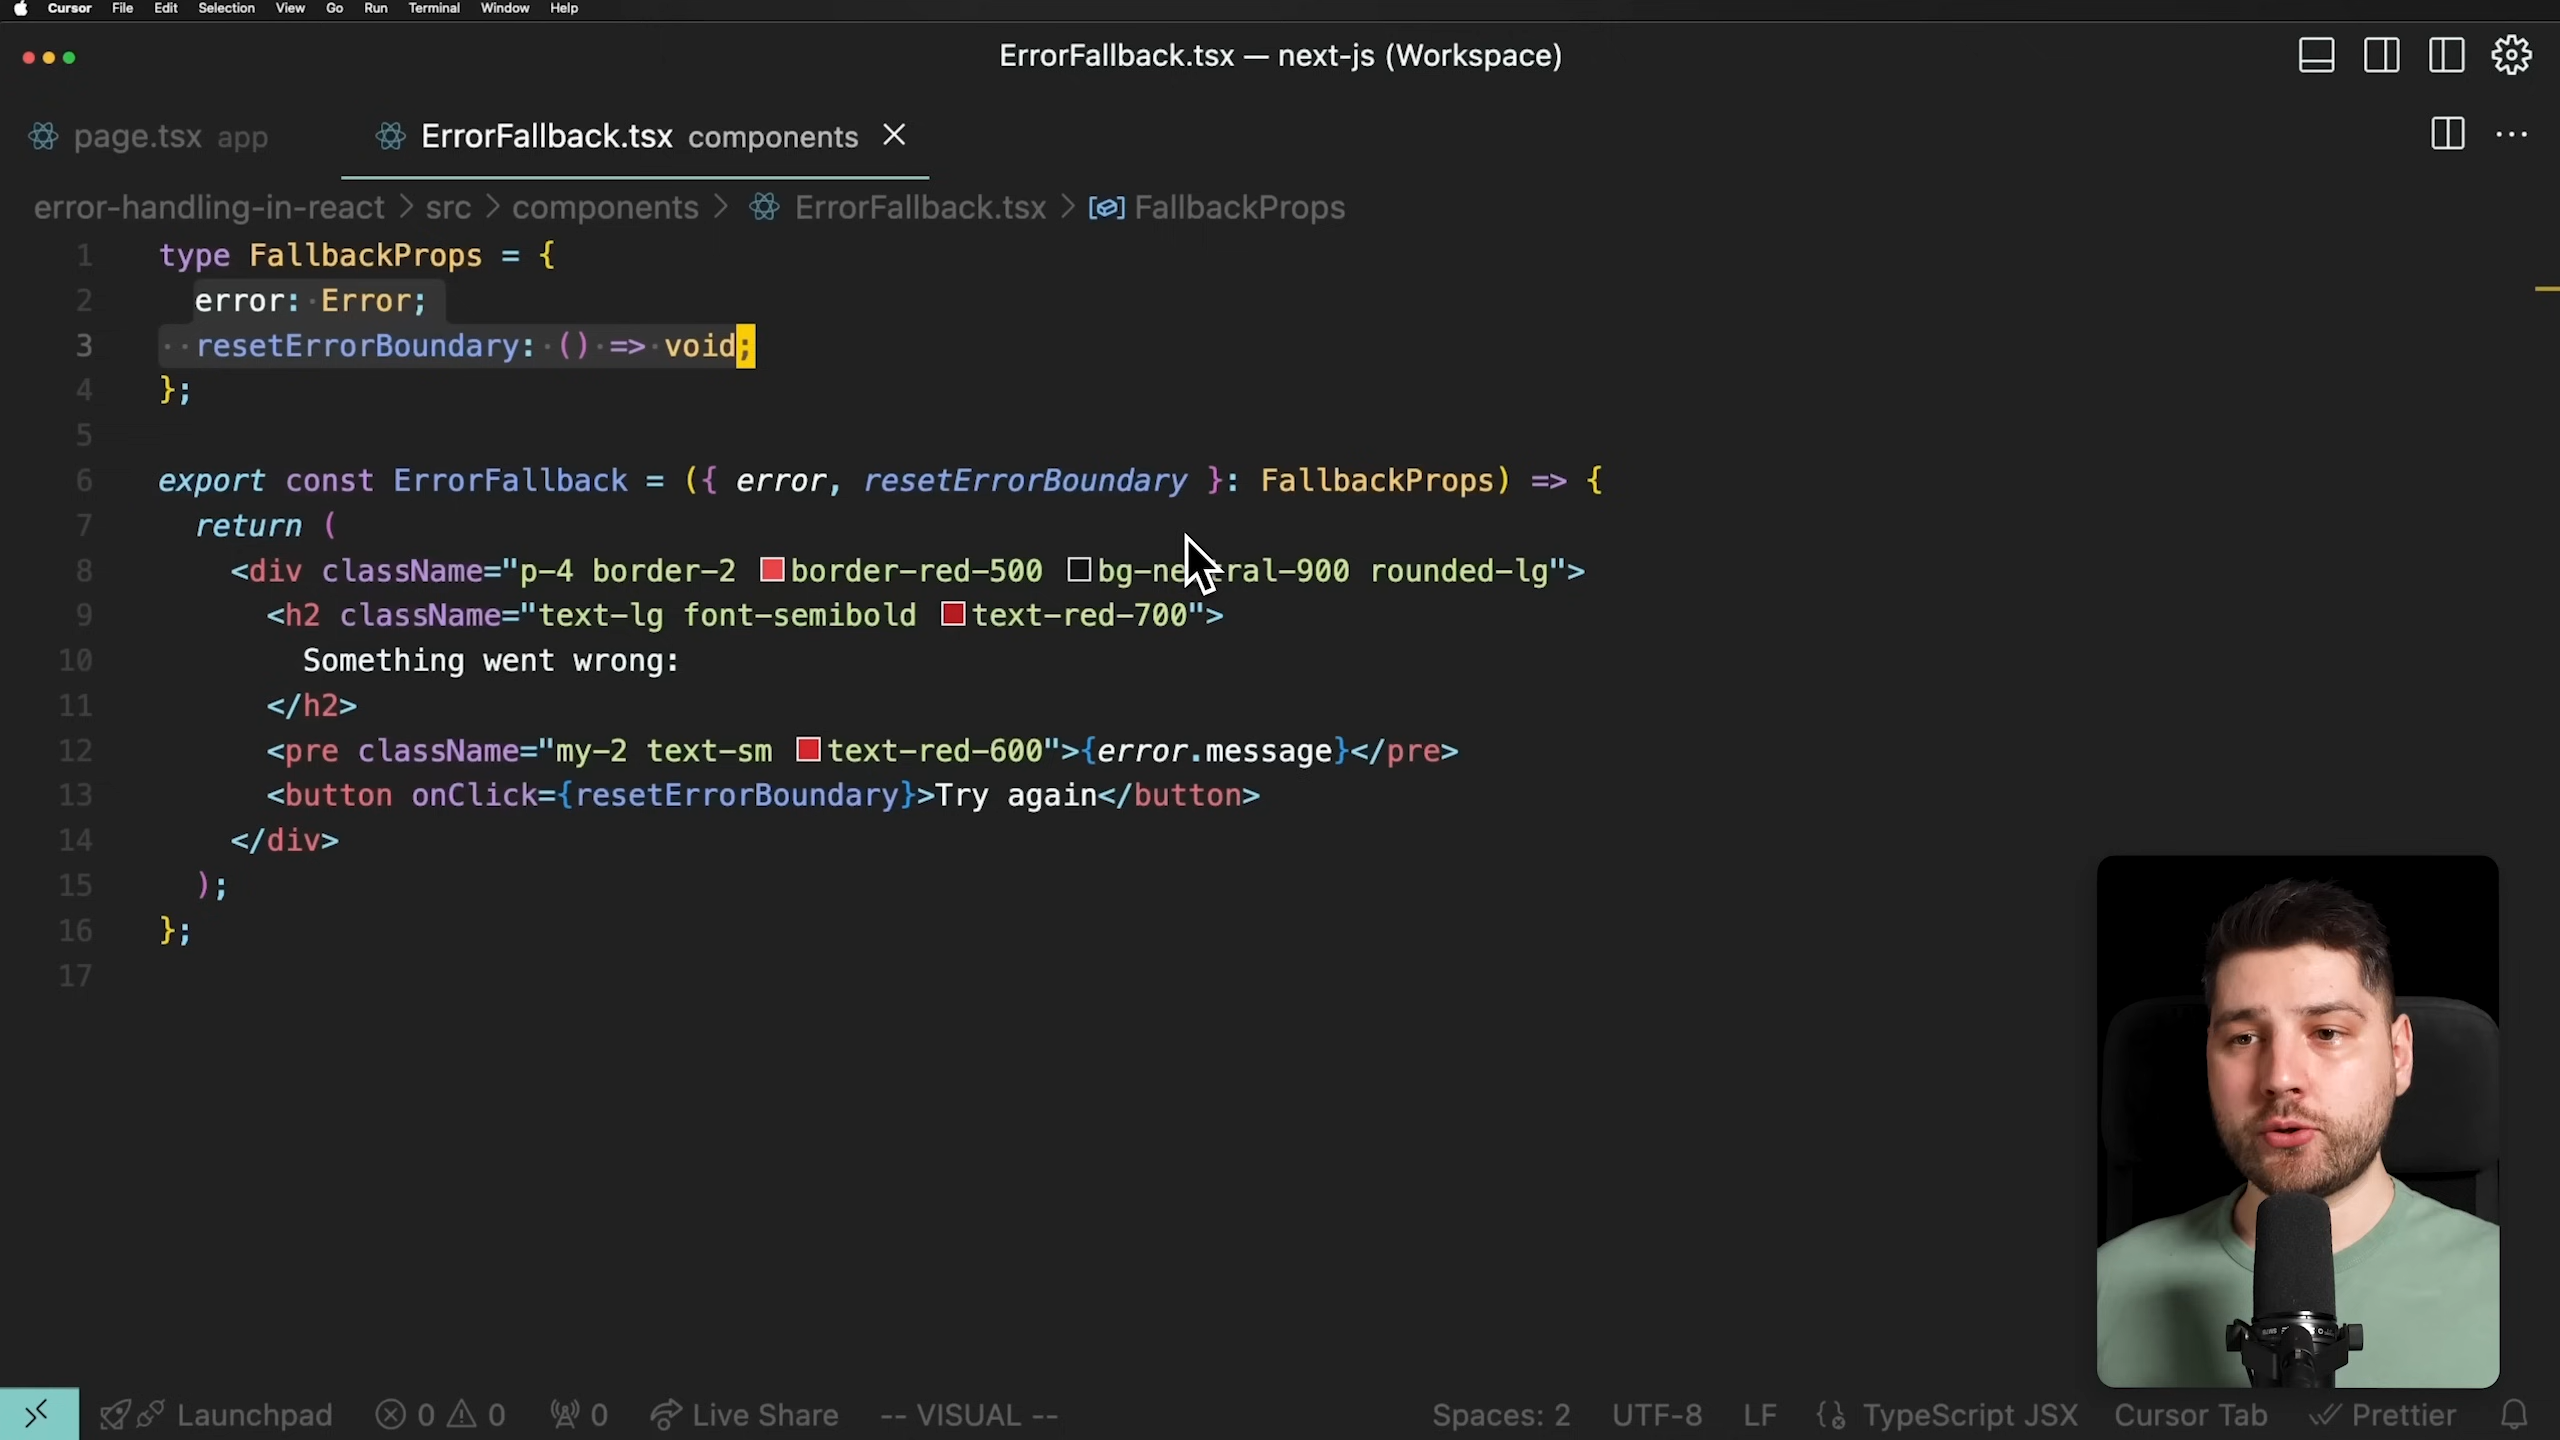 Cursor File Edit Selection View Go Run Terminal Window Help
ErrorFallback.tsx — next-js (Workspace)
page.tsx app ErrorFallback.tsx components
error-handling-in-react > src > components > ErrorFallback.tsx > FallbackProps
1 type FallbackProps = {
2 error: Error;
3 resetErrorBoundary: () => void;
4 };
5
6 export const ErrorFallback = ({ error, resetErrorBoundary }: FallbackProps) => {
7 return (
8 <div className="p-4 border-2 border-red-500 bg-ne ral-900 rounded-lg">
9 <h2 className="text-lg font-semibold text-red-700">
10 Something went wrong:
11 </h2>
12 <pre className="my-2 text-sm text-red-600">{error.message}</pre>
13 <button onClick={resetErrorBoundary}>Try again</button>
14 </div>
15 );
16 };
17
Launchpad 0 0 0 Live Share -- VISUAL -- Spaces: 2 UTF-8 LF TypeScript JSX Cursor Tab Prettier